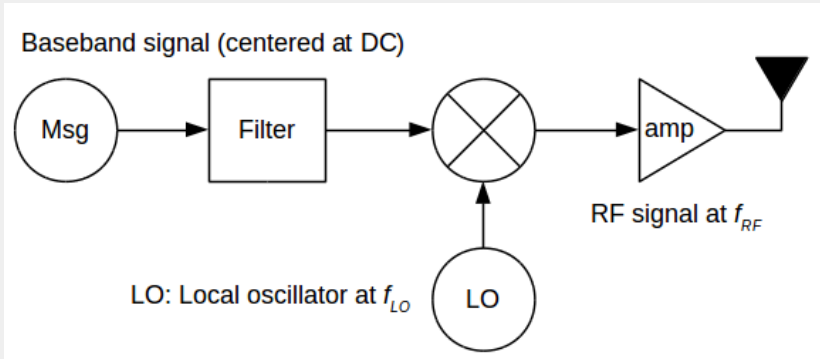 Baseband signal (centered at DC)
Msg
Filter
amp
RF signal at fRF
LO: Local oscillator at fLO
LO